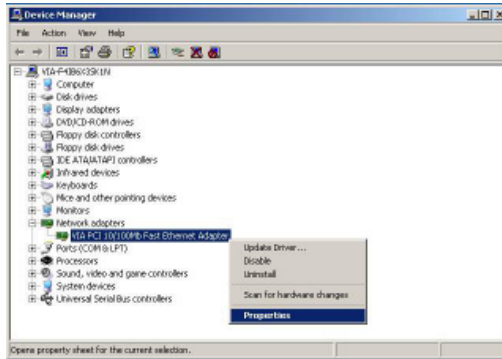 Device Manager
File Action View Help
VIA-F4IB6X3SK1N
Computer
Disk drives
Display adapters
DVD/CD-ROM drives
Floppy disk controllers
Floppy disk drives
IDE ATA/ATAPI controllers
Infrared devices
Keyboards
Mice and other pointing devices
Monitors
Network adapters
VIA PCI 10/100Mb Fast Ethernet Adapter
Ports (COM & LPT)
Processors
Sound, video and game controllers
System devices
Universal Serial Bus controllers
Update Driver...
Disable
Uninstall
Scan for hardware changes
Properties
Opens property sheet for the current selection.